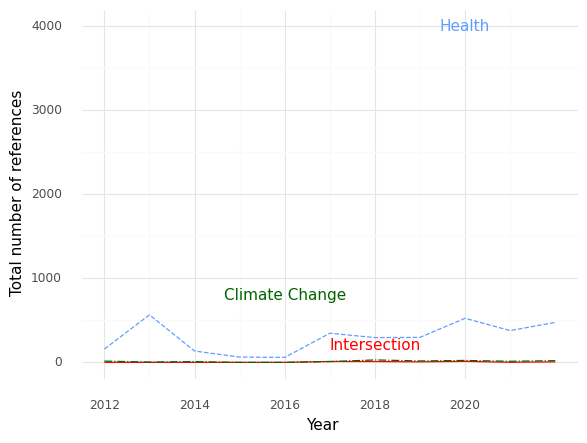 4000
Health
3000
2000
1000
Climate Change
Intersection
0
Total number of references
2012 2014 2016 2018 2020
Year